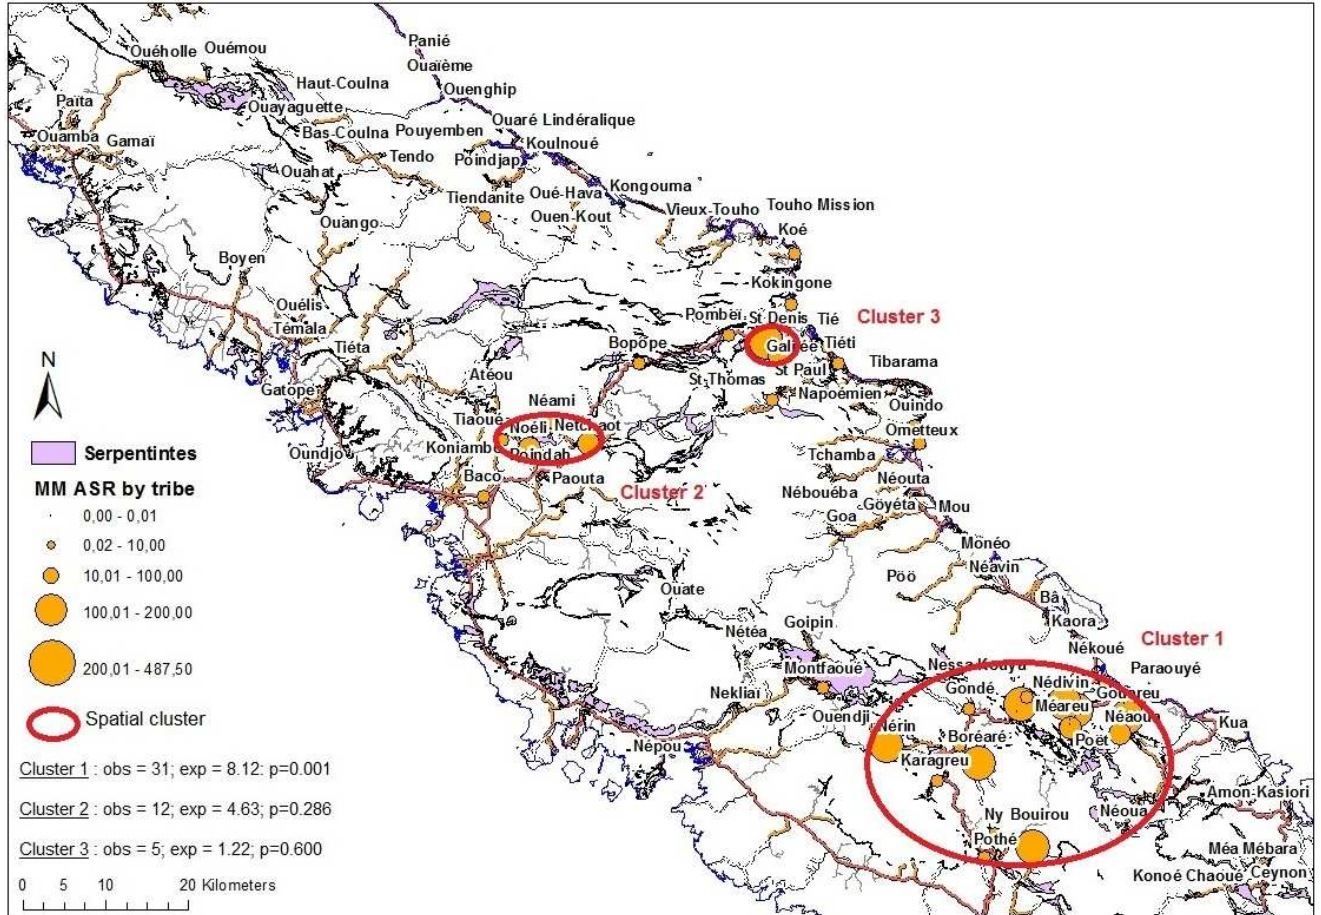 Panié
Ouéholle Ouémou
Ouaïème
Haut-Coulna
Ouenghip
Païta
Ouayaguette
Ouaré Lindéralique
Ouamba Gamaï
Bas-Coulna Pouyemben
Koulnoué
Tendo
Poindjap
Ouahat
Tiendanite
Oué-Hava
Kongouma
Ouen-Kout
Vieux-Touho
Touho Mission
Ouango
Koé
Boyen
Kokingone
Ouélis
Pombeï
St Denis Tié
Cluster 3
Témala
Bopope
Tiéti
Tiéta
Atéou
St Thomas
St Paul
Tibarama
Gatope
Néami
Napoémien
Ouindo
Tiaoué
Noéli
Netchaot
Ometteux
Oundjo
Koniambo
Poindah
Tchamba
Baco
Paouta
Cluster 2
Nébouéba
Néouta
Goa
Göyéta
Mou
Monéo
Ouate
Pöö
Néavin
Bâ
Goipin
Kaora
Nétéa
Cluster 1
Nékoué
Montfaoué
Nessa Kouya
Paraouyé
Nekliaï
Gondé
Nédivin
Ouendji
Méareu
Gouareu
Nérin
Néaoua
Kua
Népou
Boréaré
Poët
Karagreu
Amon-Kasiori
Néoua
Ny Bouirou
Pothé
Méa Mébara
Konoé Chaoué Ceynon
N
Serpentintes
MM ASR by tribe
0,00 - 0,01
0,02 - 10,00
10,01 - 100,00
100,01 - 200,00
200,01 - 487,50
Spatial cluster
Cluster 1 : obs = 31; exp = 8.12: p=0.001
Cluster 2 : obs = 12; exp = 4.63; p=0.286
Cluster 3 : obs = 5; exp = 1.22; p=0.600
0 5 10 20 Kilometers